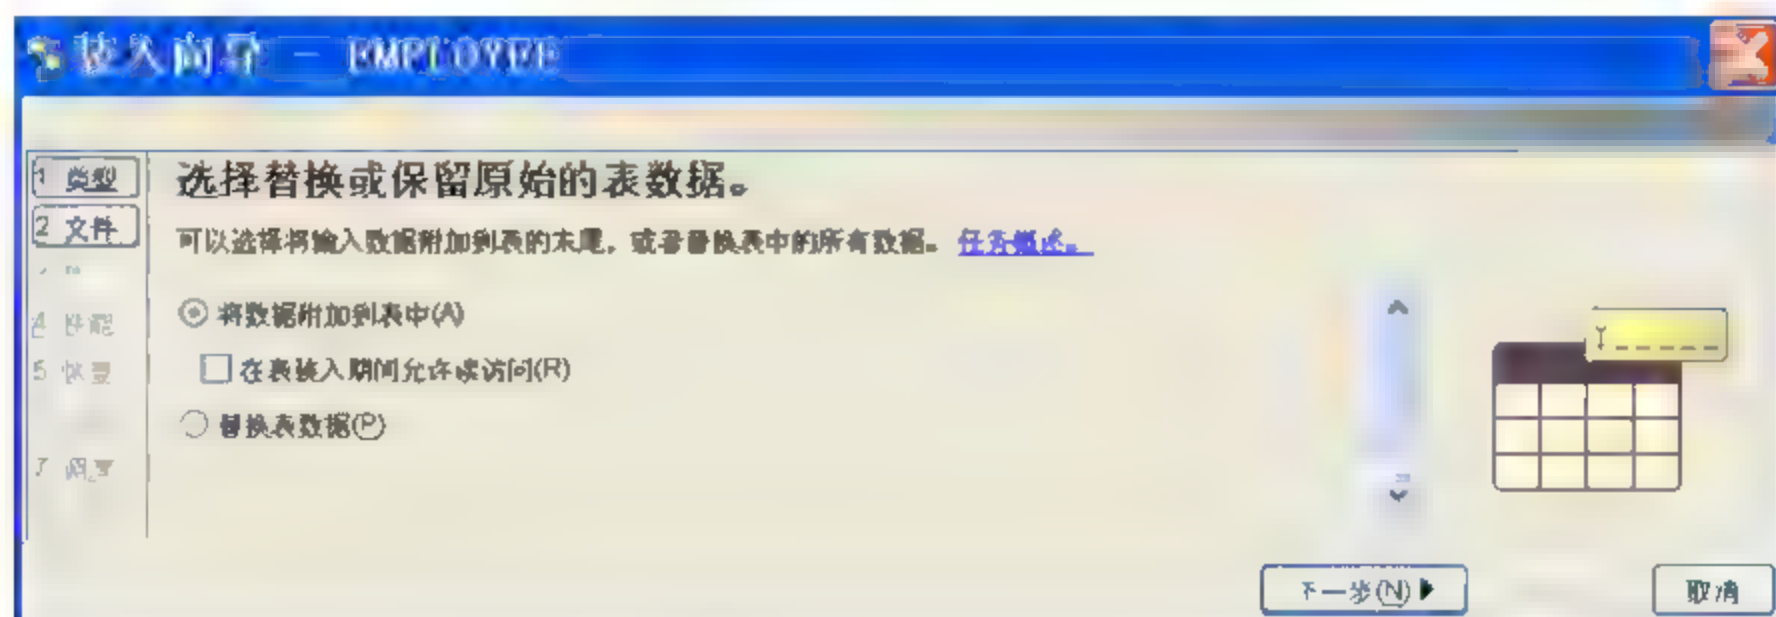 装入向导 - EMPLOYEE
1 类型
2 文件
4 性能
5 恢复
7 调度
选择替换或保留原始的表数据。
可以选择将输入数据附加到表的末尾，或者替换表中的所有数据。任务概述。
将数据附加到表中(A)
在表装入期间允许读访问(R)
替换表数据(P)
下一步(N)
取消